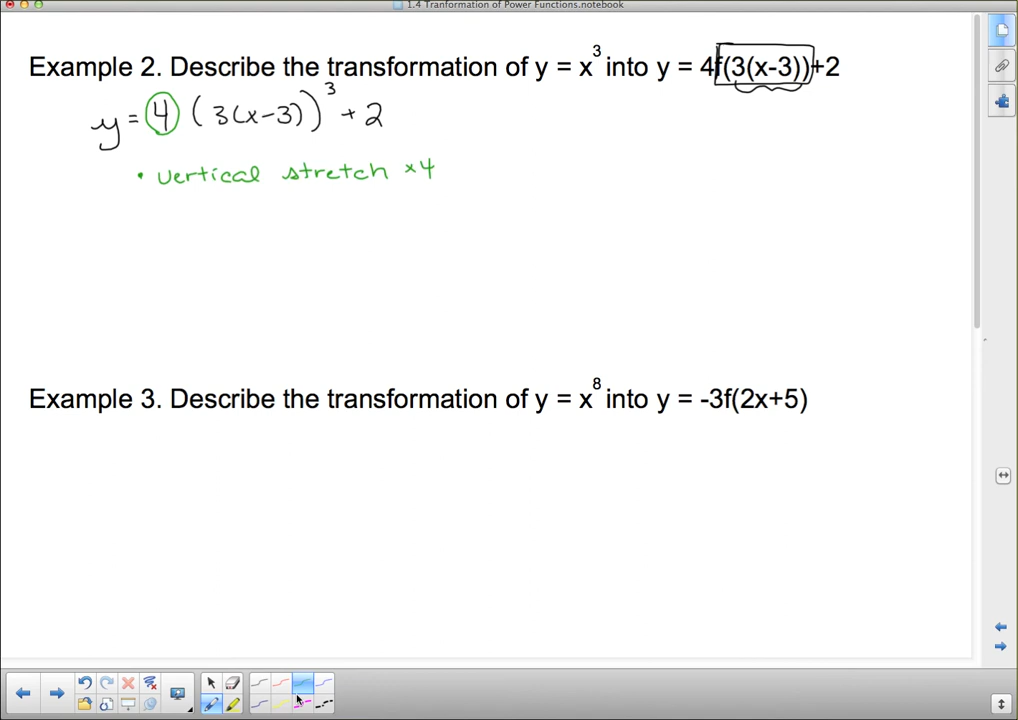 1.4 Tranformation of Power Functions.notebook
Example 2. Describe the transformation of y = x³ into y = 4f(3(x-3))+2
y = 4 (3(x-3))³ + 2
• vertical stretch ×4
Example 3. Describe the transformation of y = x⁸ into y = -3f(2x+5)